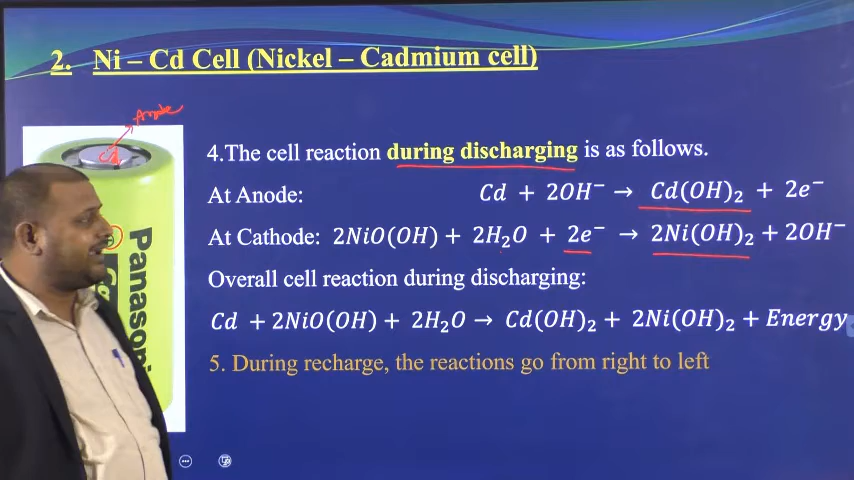 2. Ni – Cd Cell (Nickel – Cadmium cell)
Anode
4.The cell reaction during discharging is as follows.
At Anode: Cd + 2OH⁻ → Cd(OH)₂ + 2e⁻
At Cathode: 2NiO(OH) + 2H₂O + 2e⁻ → 2Ni(OH)₂ + 2OH⁻
Overall cell reaction during discharging:
Cd + 2NiO(OH) + 2H₂O → Cd(OH)₂ + 2Ni(OH)₂ + Energy
5. During recharge, the reactions go from right to left
Panasoni